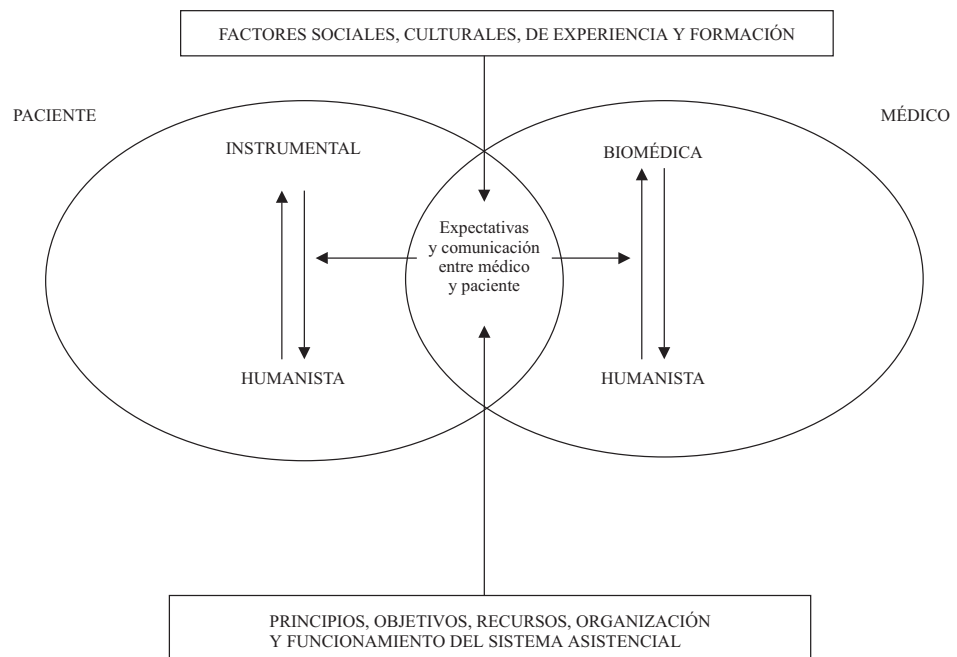 FACTORES SOCIALES, CULTURALES, DE EXPERIENCIA Y FORMACIÓN
PACIENTE
MÉDICO
INSTRUMENTAL
BIOMÉDICA
Expectativas
y comunicación
entre médico
y paciente
HUMANISTA
HUMANISTA
PRINCIPIOS, OBJETIVOS, RECURSOS, ORGANIZACIÓN
Y FUNCIONAMIENTO DEL SISTEMA ASISTENCIAL